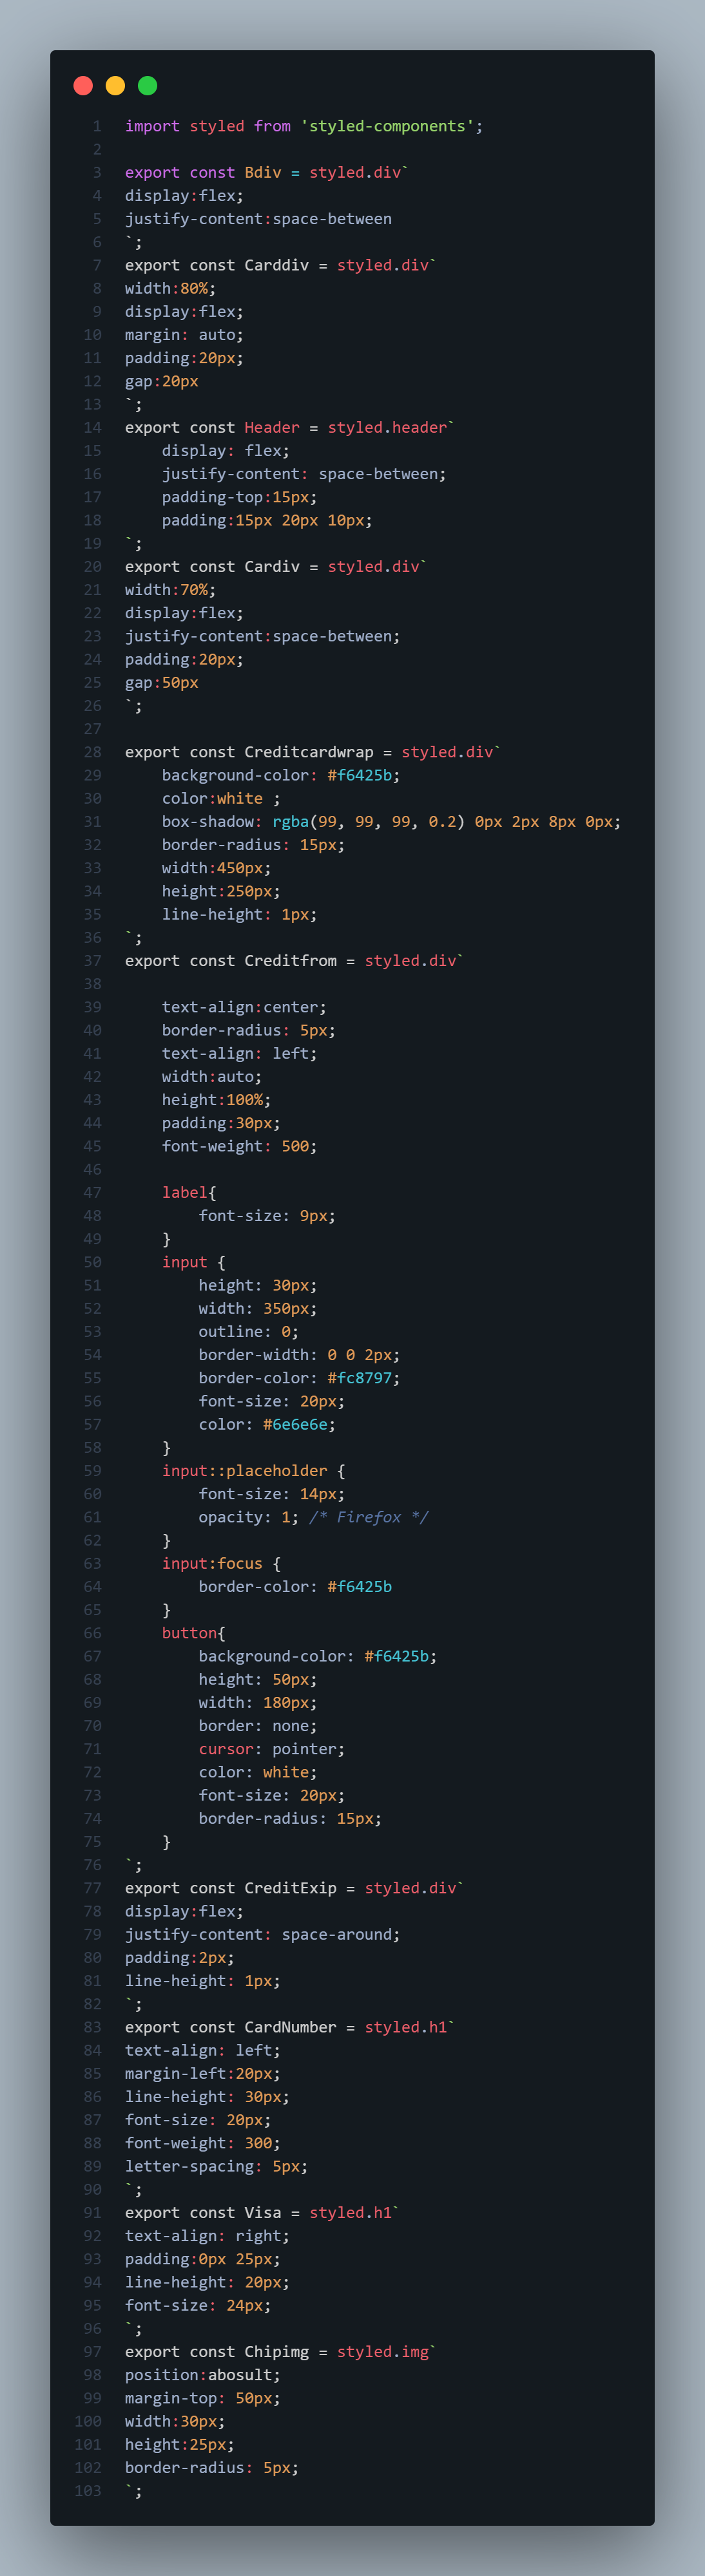 1 import styled from 'styled-components';
2
3 export const Bdiv = styled.div`
4 display:flex;
5 justify-content:space-between
6 `;
7 export const Carddiv = styled.div`
8 width:80%;
9 display:flex;
10 margin: auto;
11 padding:20px;
12 gap:20px
13 `;
14 export const Header = styled.header`
15     display: flex;
16     justify-content: space-between;
17     padding-top:15px;
18     padding:15px 20px 10px;
19 `;
20 export const Cardiv = styled.div`
21 width:70%;
22 display:flex;
23 justify-content:space-between;
24 padding:20px;
25 gap:50px
26 `;
27
28 export const Creditcardwrap = styled.div`
29     background-color: #f6425b;
30     color:white ;
31     box-shadow: rgba(99, 99, 99, 0.2) 0px 2px 8px 0px;
32     border-radius: 15px;
33     width:450px;
34     height:250px;
35     line-height: 1px;
36 `;
37 export const Creditfrom = styled.div`
38
39     text-align:center;
40     border-radius: 5px;
41     text-align: left;
42     width:auto;
43     height:100%;
44     padding:30px;
45     font-weight: 500;
46
47     label{
48         font-size: 9px;
49     }
50     input {
51         height: 30px;
52         width: 350px;
53         outline: 0;
54         border-width: 0 0 2px;
55         border-color: #fc8797;
56         font-size: 20px;
57         color: #6e6e6e;
58     }
59     input::placeholder {
60         font-size: 14px;
61         opacity: 1; /* Firefox */
62     }
63     input:focus {
64         border-color: #f6425b
65     }
66     button{
67         background-color: #f6425b;
68         height: 50px;
69         width: 180px;
70         border: none;
71         cursor: pointer;
72         color: white;
73         font-size: 20px;
74         border-radius: 15px;
75     }
76 `;
77 export const CreditExip = styled.div`
78 display:flex;
79 justify-content: space-around;
80 padding:2px;
81 line-height: 1px;
82 `;
83 export const CardNumber = styled.h1`
84 text-align: left;
85 margin-left:20px;
86 line-height: 30px;
87 font-size: 20px;
88 font-weight: 300;
89 letter-spacing: 5px;
90 `;
91 export const Visa = styled.h1`
92 text-align: right;
93 padding:0px 25px;
94 line-height: 20px;
95 font-size: 24px;
96 `;
97 export const Chipimg = styled.img`
98 position:abosult;
99 margin-top: 50px;
100 width:30px;
101 height:25px;
102 border-radius: 5px;
103 `;